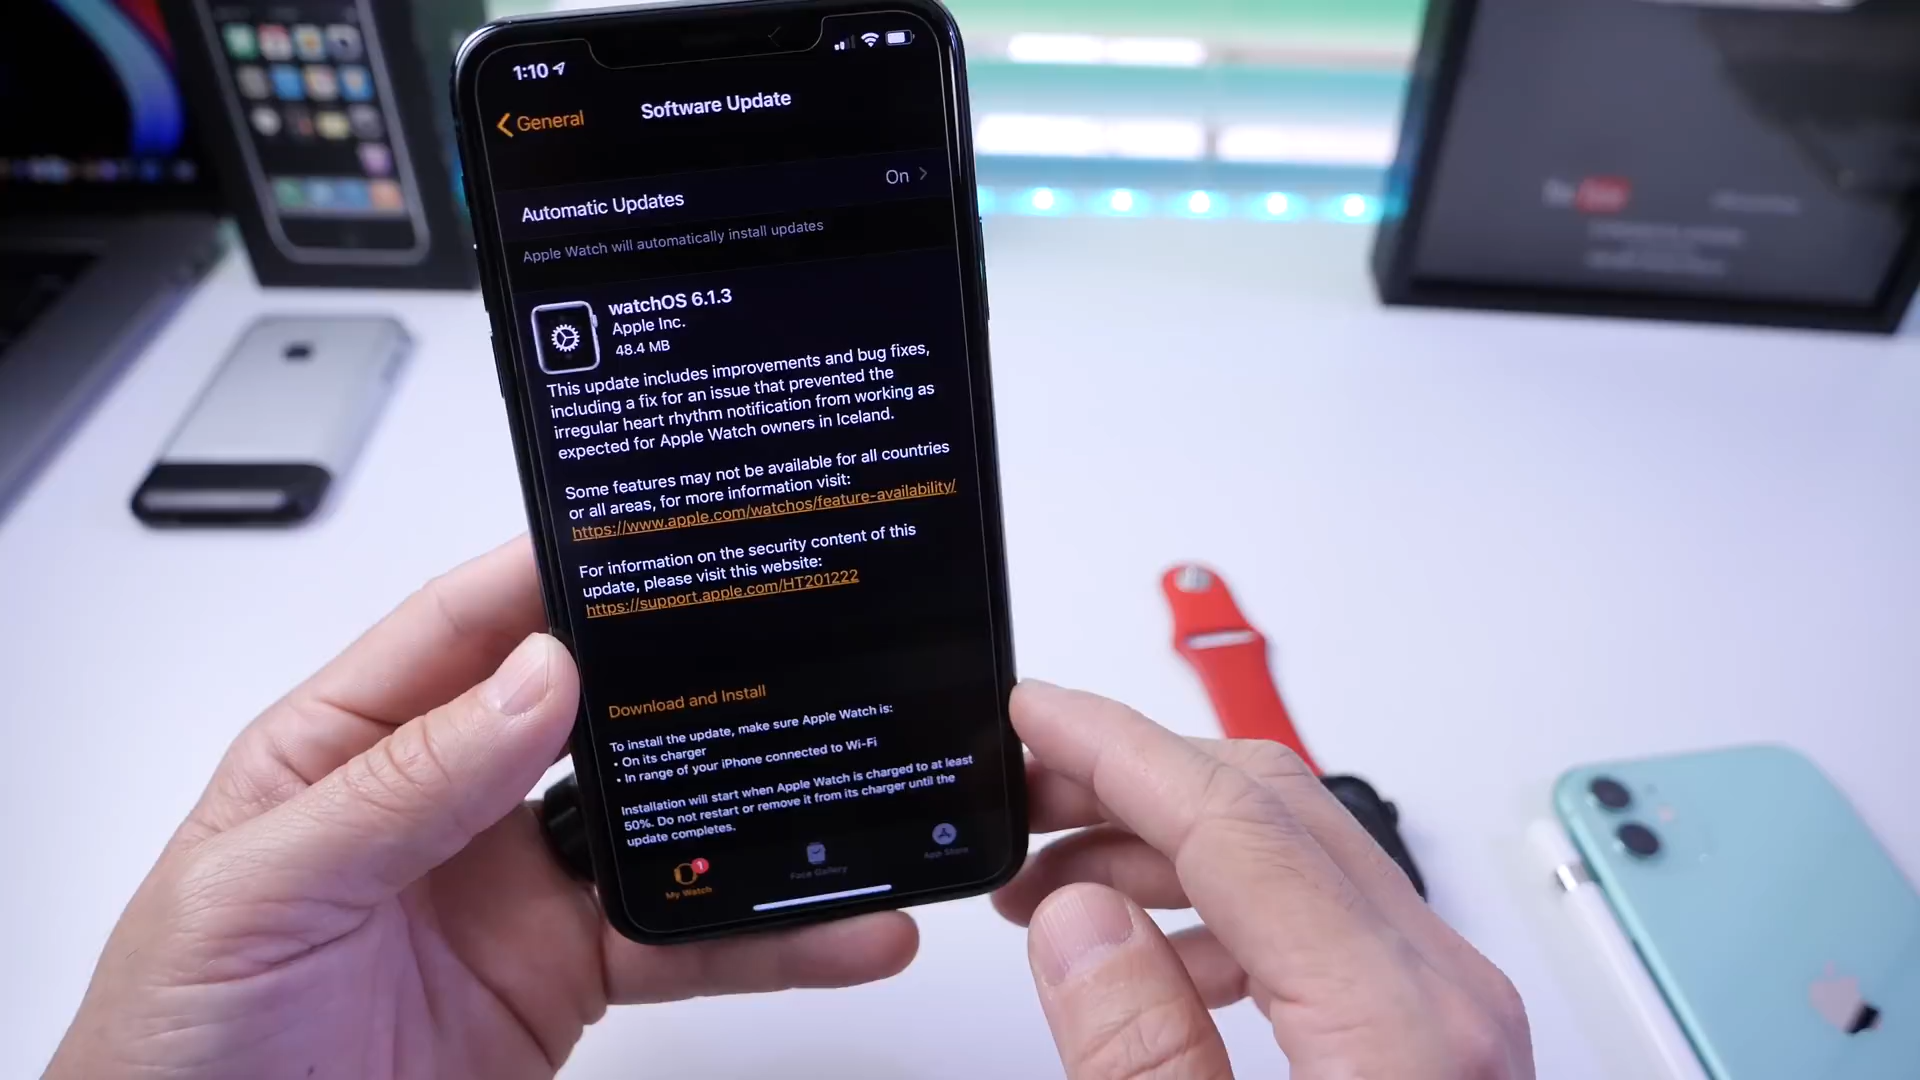 1:10
General
Software Update
Automatic Updates
On
Apple Watch will automatically install updates
watchOS 6.1.3
Apple Inc.
48.4 MB
This update includes improvements and bug fixes,
including a fix for an issue that prevented the
irregular heart rhythm notification from working as
expected for Apple Watch owners in Iceland.
Some features may not be available for all countries
or all areas, for more information visit:
https://www.apple.com/watchos/feature-availability/
For information on the security content of this
update, please visit this website:
https://support.apple.com/HT201222
Download and Install
To install the update, make sure Apple Watch is:
• On its charger
• In range of your iPhone connected to Wi-Fi
Installation will start when Apple Watch is charged to at least
50%. Do not restart or remove it from its charger until the
update completes.
1
My Watch
Face Gallery
App Store